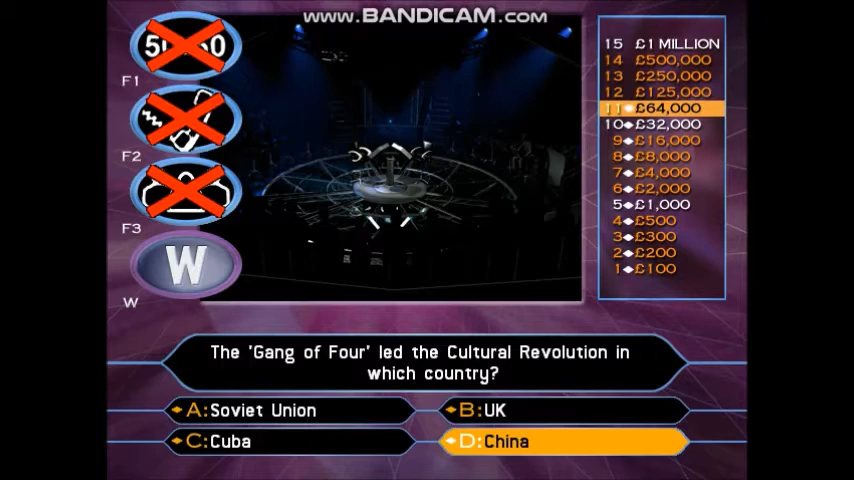 WWW.BANDICAM.COM
50:50
F1
F2
F3
W
W
15 £1 MILLION
14 £500,000
13 £250,000
12 £125,000
11◆£64,000
10◆£32,000
9◆£16,000
8◆£8,000
7◆£4,000
6◆£2,000
5◆£1,000
4◆£500
3◆£300
2◆£200
1◆£100
The 'Gang of Four' led the Cultural Revolution in
which country?
◆A:Soviet Union
◆B:UK
◆C:Cuba
◆D:China